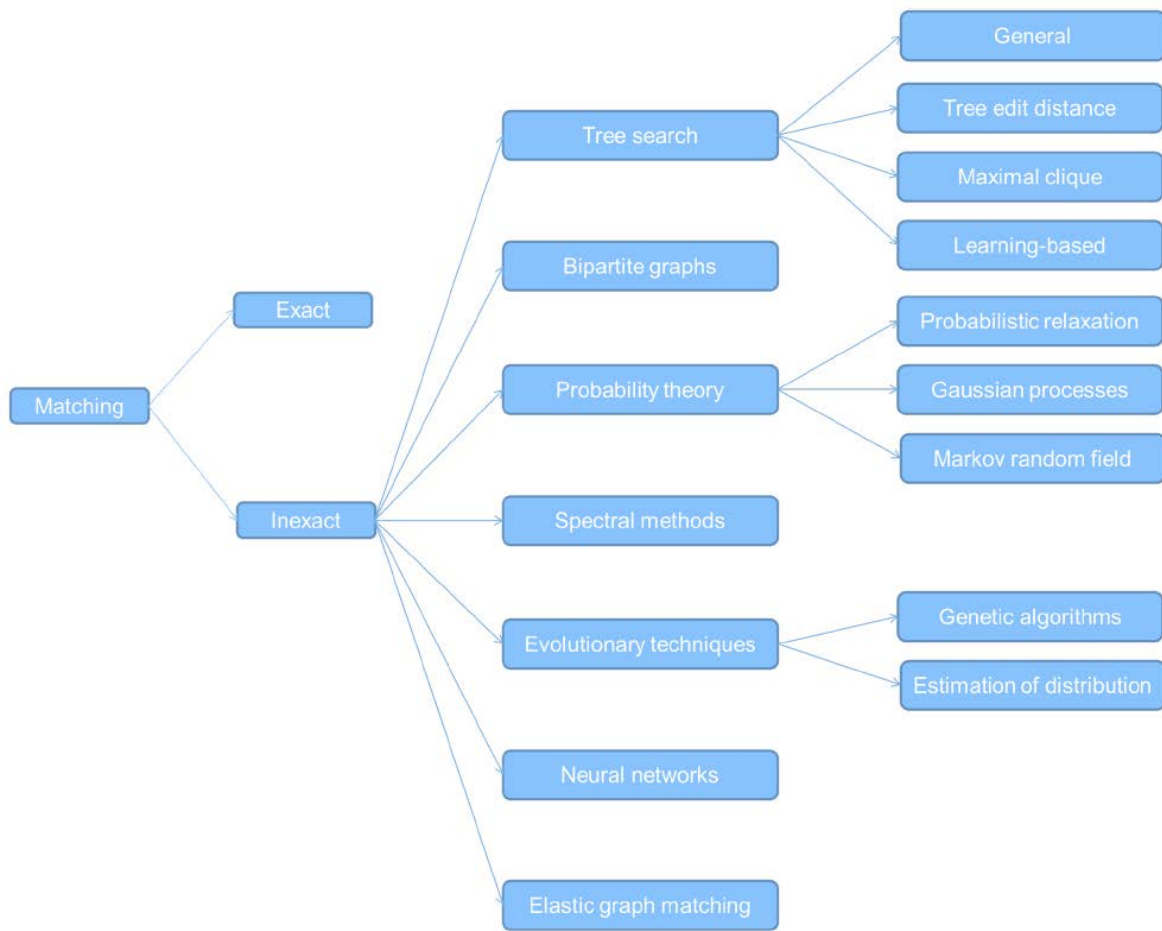 Matching
Exact
Inexact
Tree search
Bipartite graphs
Probability theory
Spectral methods
Evolutionary techniques
Neural networks
Elastic graph matching
General
Tree edit distance
Maximal clique
Learning-based
Probabilistic relaxation
Gaussian processes
Markov random field
Genetic algorithms
Estimation of distribution